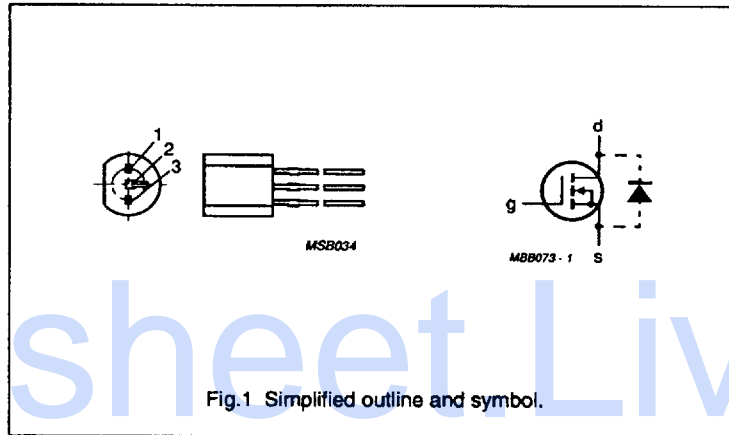 1
2
3
MSB034
d
g
s
MBB073 - 1
Fig.1 Simplified outline and symbol.
sheet.Liv